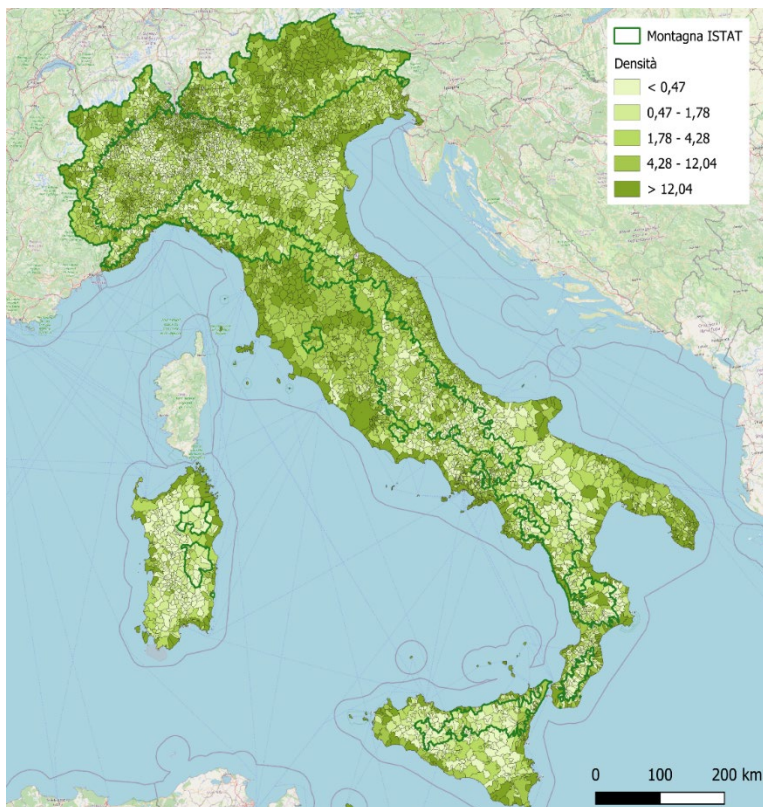 Montagna ISTAT
Densità
< 0,47
0,47 - 1,78
1,78 - 4,28
4,28 - 12,04
> 12,04
0 100 200 km